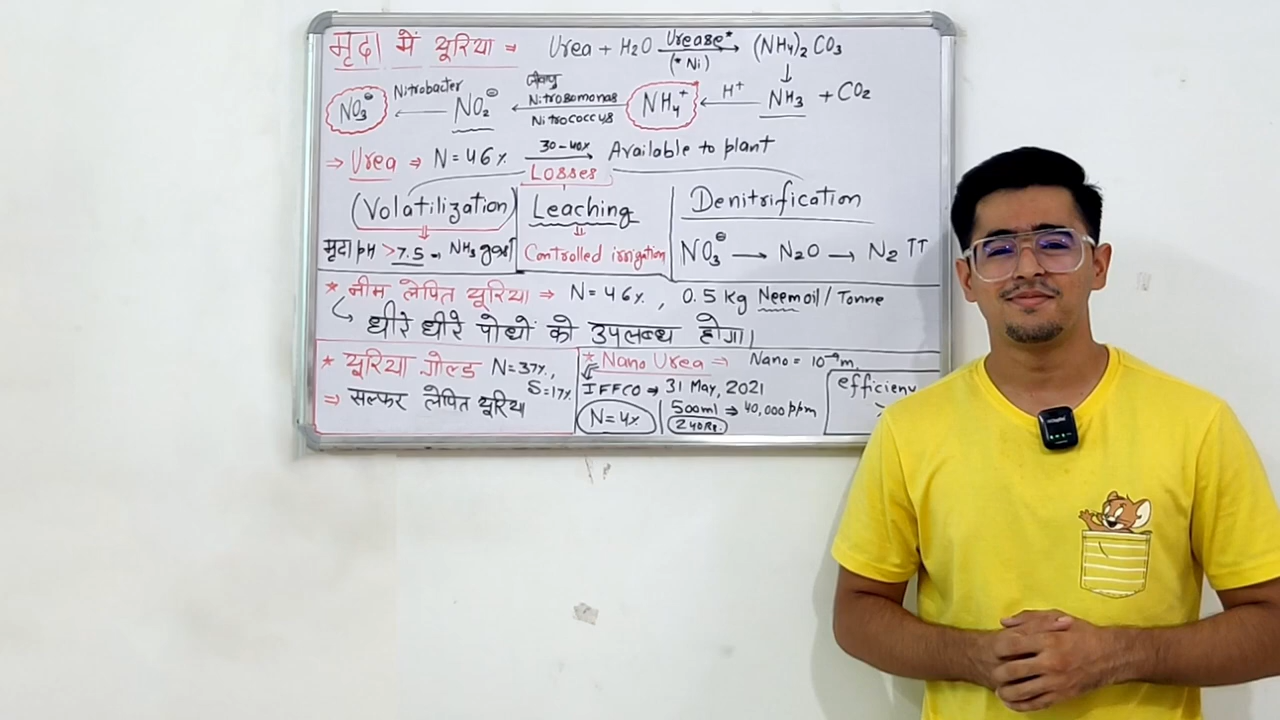 मृदा में यूरिया ⇒ Urea + H2O Urease* → (NH4)2 CO3
(* Ni)
↓
NO3⊖ ← Nitrobacter NO2⊖ ← जीवाणु Nitrosomonas Nitrococcus NH4+ ← H+ NH3 + CO2
⇒ Urea ⇒ N = 46% 30-40% → Available to plant
Losses
(Volatilization) Leaching Denitrification
⇓ ⇓
मृदा pH > 7.5 NH3 Controlled irrigation NO3⊖ → N2O → N2 ↑↑
* नीम लेपित यूरिया ⇒ N = 46%, 0.5 Kg Neem oil / Tonne
धीरे धीरे पोधों को उपलब्ध होगा।
* यूरिया गोल्ड N = 37%,
S = 17%
⇒ सल्फर लेपित यूरिया
* Nano Urea ⇒ Nano = 10⁻⁹ m.
IFFCO ⇒ 31 May, 2021
N = 4% 500ml ⇒ 40,000 ppm
240Rs.